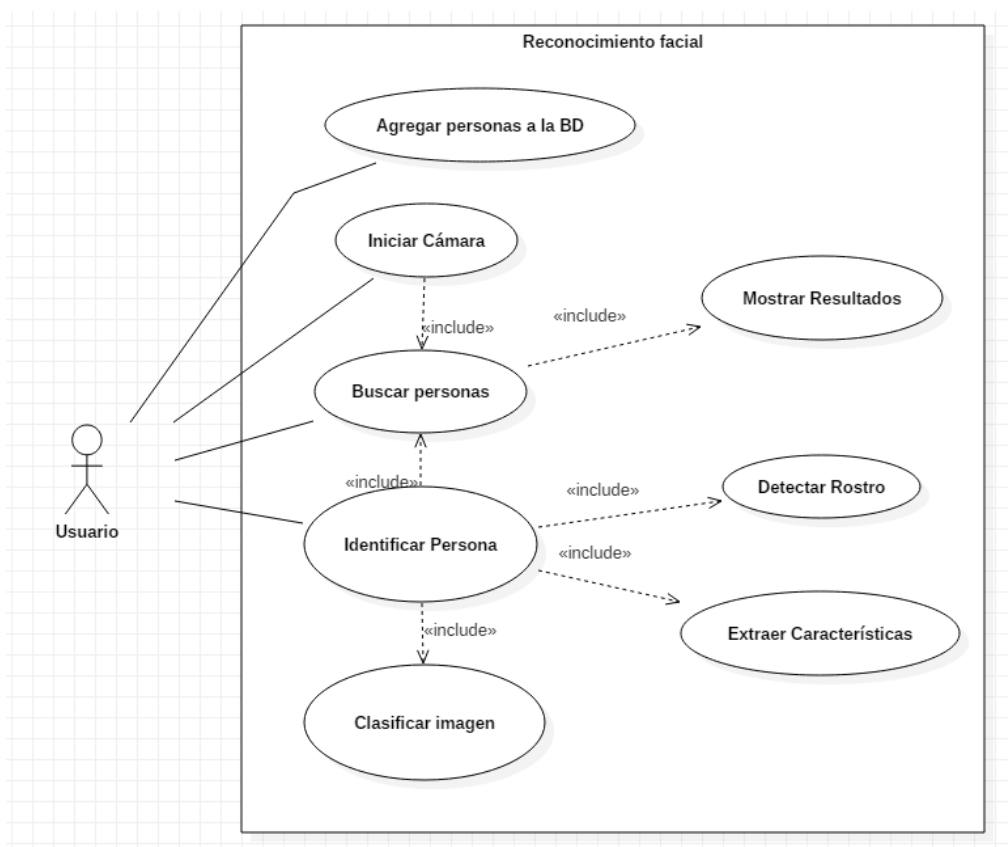 Reconocimiento facial
Agregar personas a la BD
Iniciar Cámara
«include»
«include»
Mostrar Resultados
Buscar personas
«include»
«include»
Detectar Rostro
Usuario
Identificar Persona
«include»
«include»
Extraer Características
Clasificar imagen